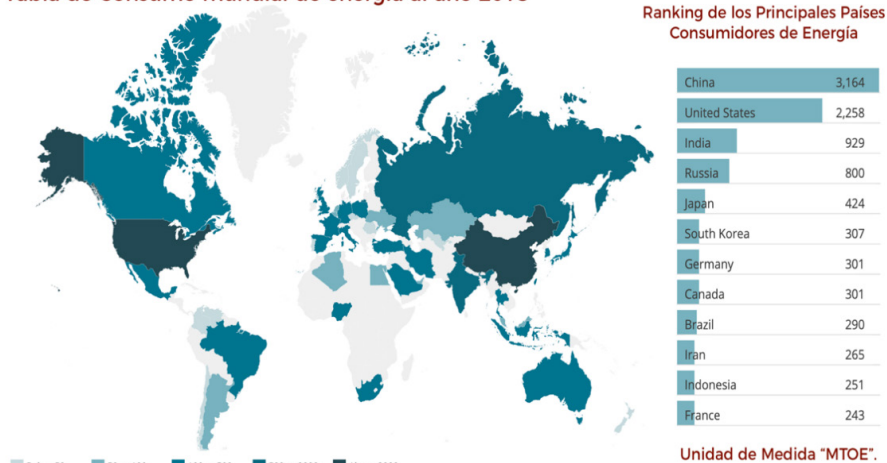 Ranking de los Principales Países
Consumidores de Energía
China 3,164
United States 2,258
India 929
Russia 800
Japan 424
South Korea 307
Germany 301
Canada 301
Brazil 290
Iran 265
Indonesia 251
France 243
Unidad de Medida “MTOE”.